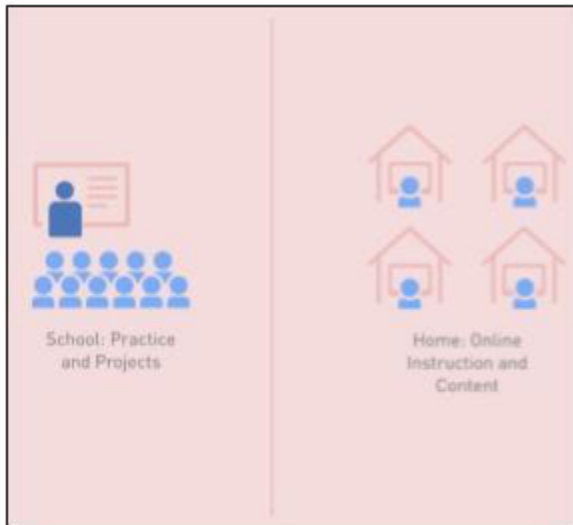 School: Practice
and Projects
Home: Online
Instruction and
Content